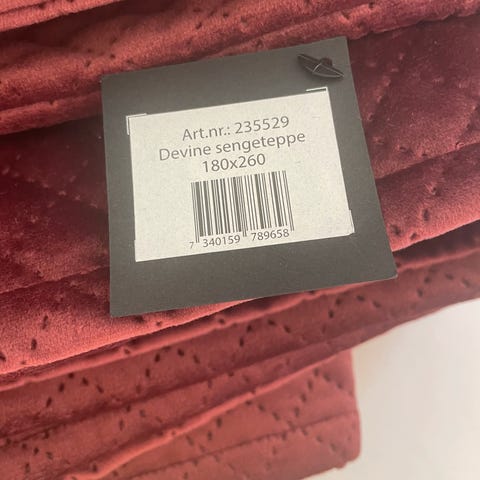 Art.nr.: 235529
Devine sengeteppe
180x260
7 340159 789658